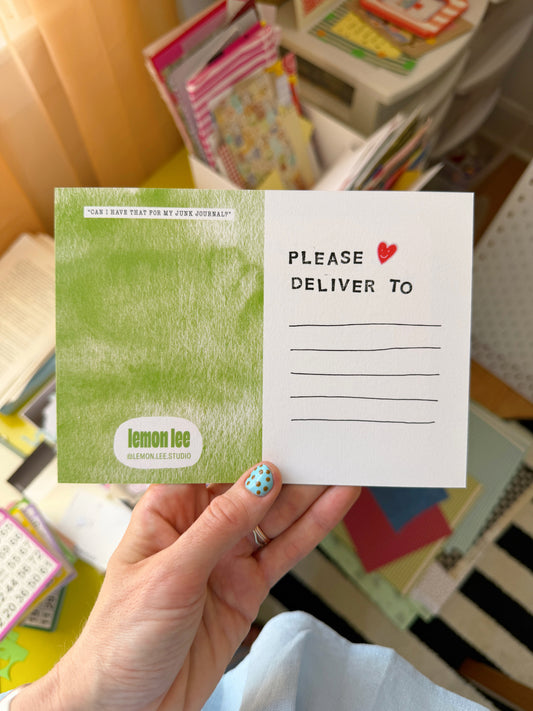 "CAN I HAVE THAT FOR MY JUNK JOURNAL?"
lemon lee
@LEMON.LEE.STUDIO
PLEASE
DELIVER TO